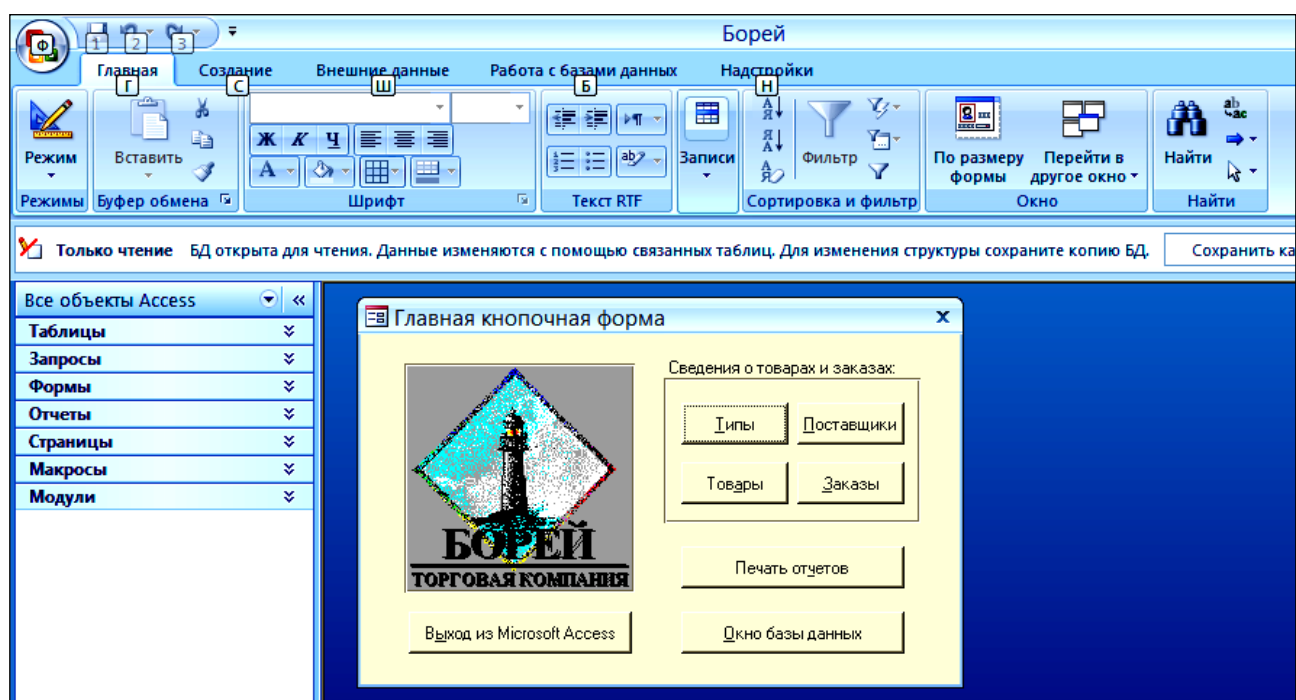 Борей
Ф 1 2 3
Главная Создание Внешние данные Работа с базами данных Надстройки
Г С Ш Б Н
Режим Вставить Ж К Ч Записи Фильтр По размеру формы Перейти в другое окно Найти
Режимы Буфер обмена Шрифт Текст RTF Сортировка и фильтр Окно Найти
Только чтение БД открыта для чтения. Данные изменяются с помощью связанных таблиц. Для изменения структуры сохраните копию БД. Сохранить ка
Все объекты Access
Таблицы
Запросы
Формы
Отчеты
Страницы
Макросы
Модули
Главная кнопочная форма
БОРЕЙ
ТОРГОВАЯ КОМПАНИЯ
Выход из Microsoft Access
Сведения о товарах и заказах:
Типы Поставщики
Товары Заказы
Печать отчетов
Окно базы данных